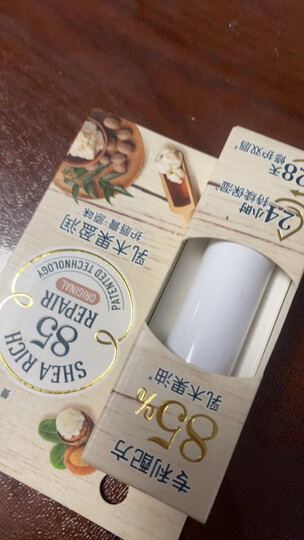 SHEA RICH
85
REPAIR
ORIGINAL
PATENTED TECHNOLOGY
乳木果盈润
护唇膏原味
专利配方
85%
乳木果油*
24小时
持续保湿*
28天
修护双唇*